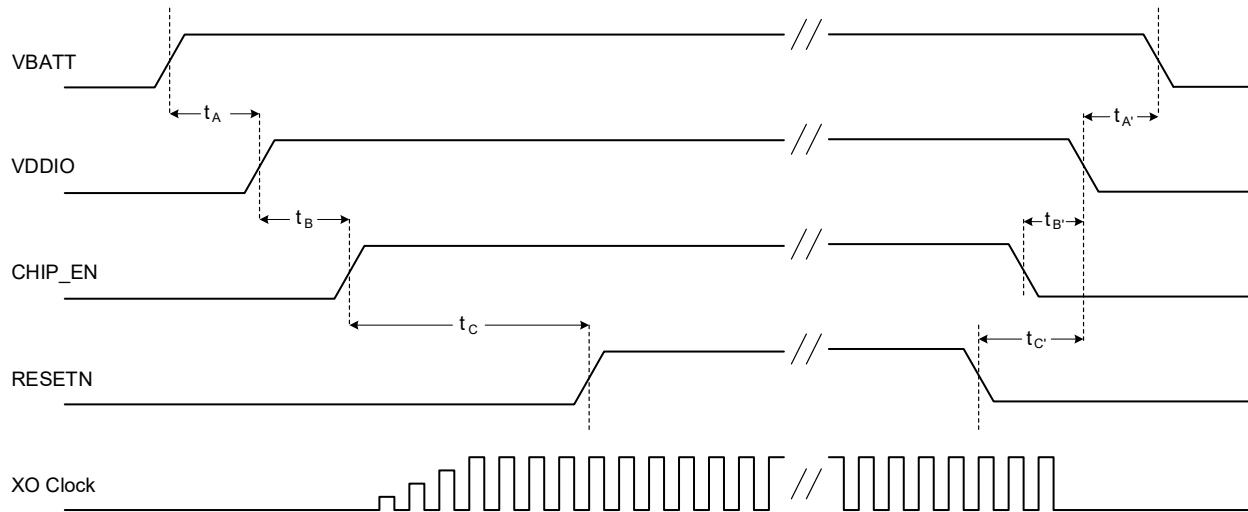 VBATT
tA
tA'
VDDIO
tB
tB'
CHIP_EN
tC
tC'
RESETN
XO Clock